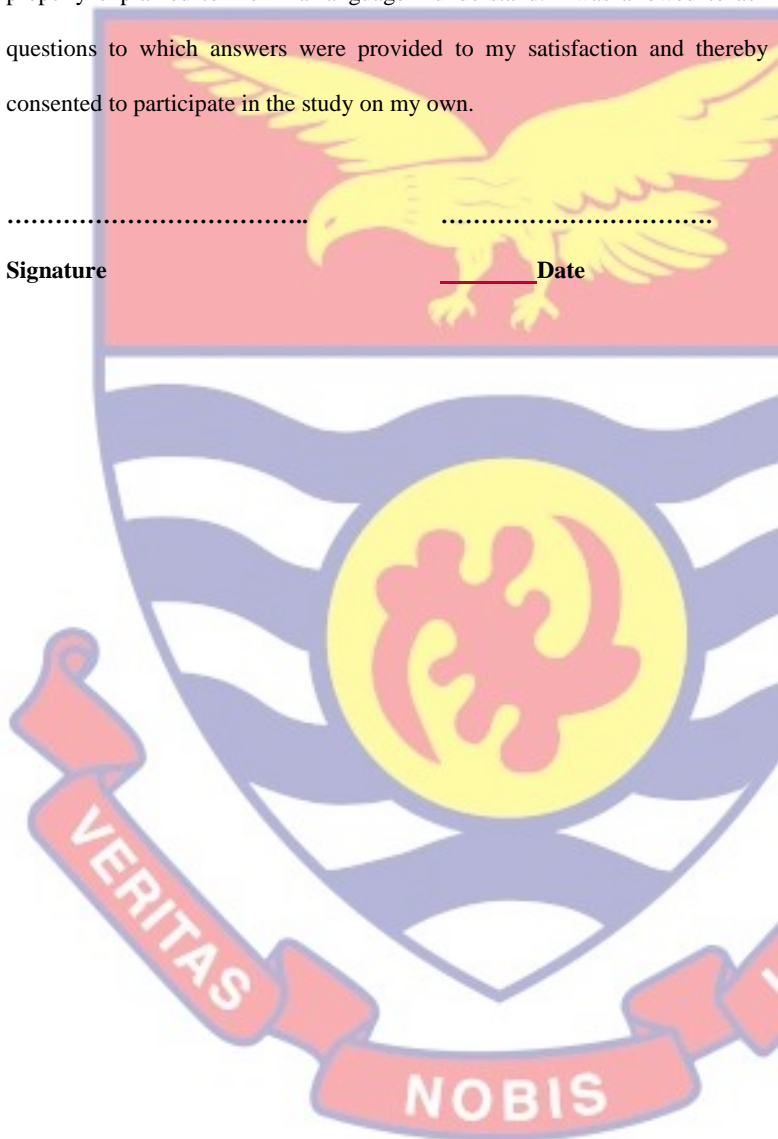 questions to which answers were provided to my satisfaction and thereby
consented to participate in the study on my own.
……………………………….. …………………………….
Signature ______Date
VERITAS
NOBIS